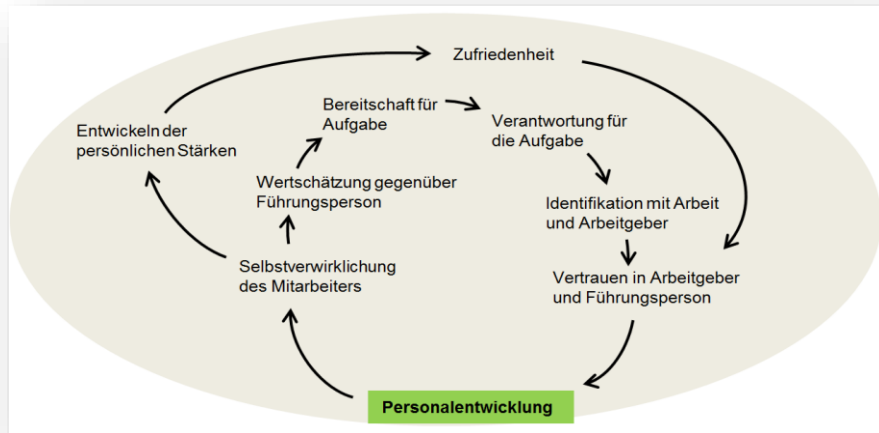 Zufriedenheit
Bereitschaft für
Aufgabe
Verantwortung für
die Aufgabe
Entwickeln der
persönlichen Stärken
Wertschätzung gegenüber
Führungsperson
Identifikation mit Arbeit
und Arbeitgeber
Selbstverwirklichung
des Mitarbeiters
Vertrauen in Arbeitgeber
und Führungsperson
Personalentwicklung